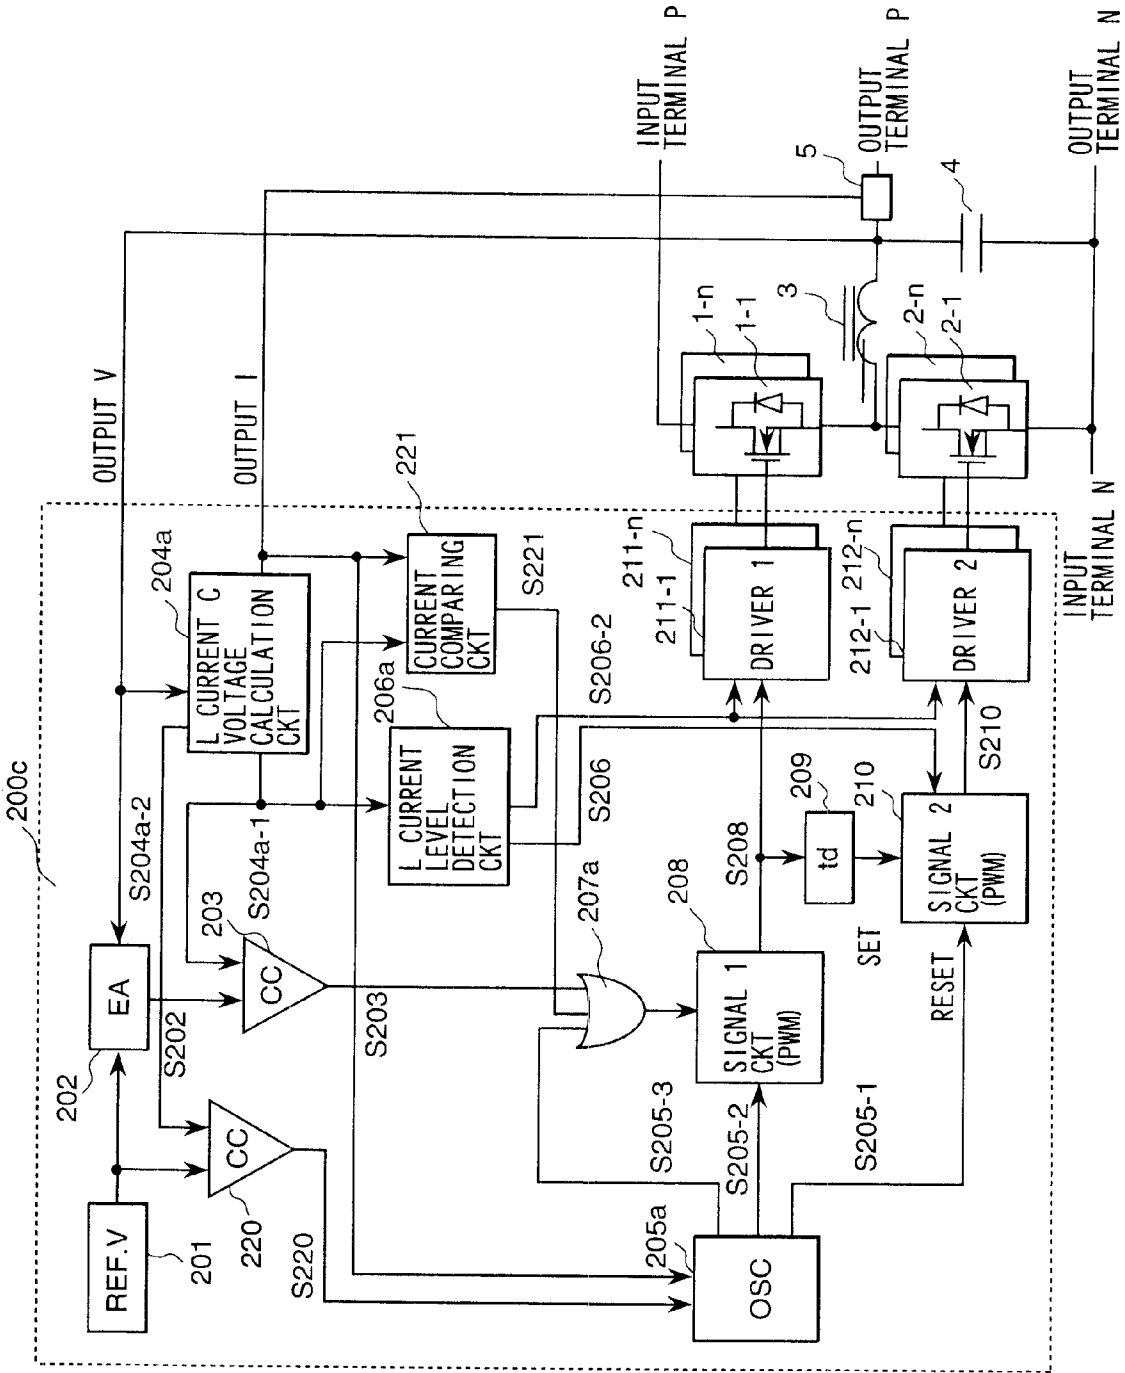 200c
REF.V
201
202
EA
S202
S204a-2
OUTPUT V
CC
220
S220
CC
203
S203
S204a-1
L CURRENT C
VOLTAGE
CALCULATION
CKT
204a
OUTPUT I
L CURRENT
LEVEL
DETECTION
CKT
206a
CURRENT
COMPARING
CKT
221
S221
S206-2
S206
OSC
205a
S205-3
S205-2
S205-1
207a
SIGNAL 1
CKT
(PWM)
208
S208
td
209
SET
RESET
SIGNAL 2
CKT
(PWM)
210
S210
DRIVER 1
211-1
211-n
DRIVER 2
212-1
212-n
1-n
1-1
2-n
2-1
3
4
5
INPUT
TERMINAL P
OUTPUT
TERMINAL P
OUTPUT
TERMINAL N
INPUT
TERMINAL N